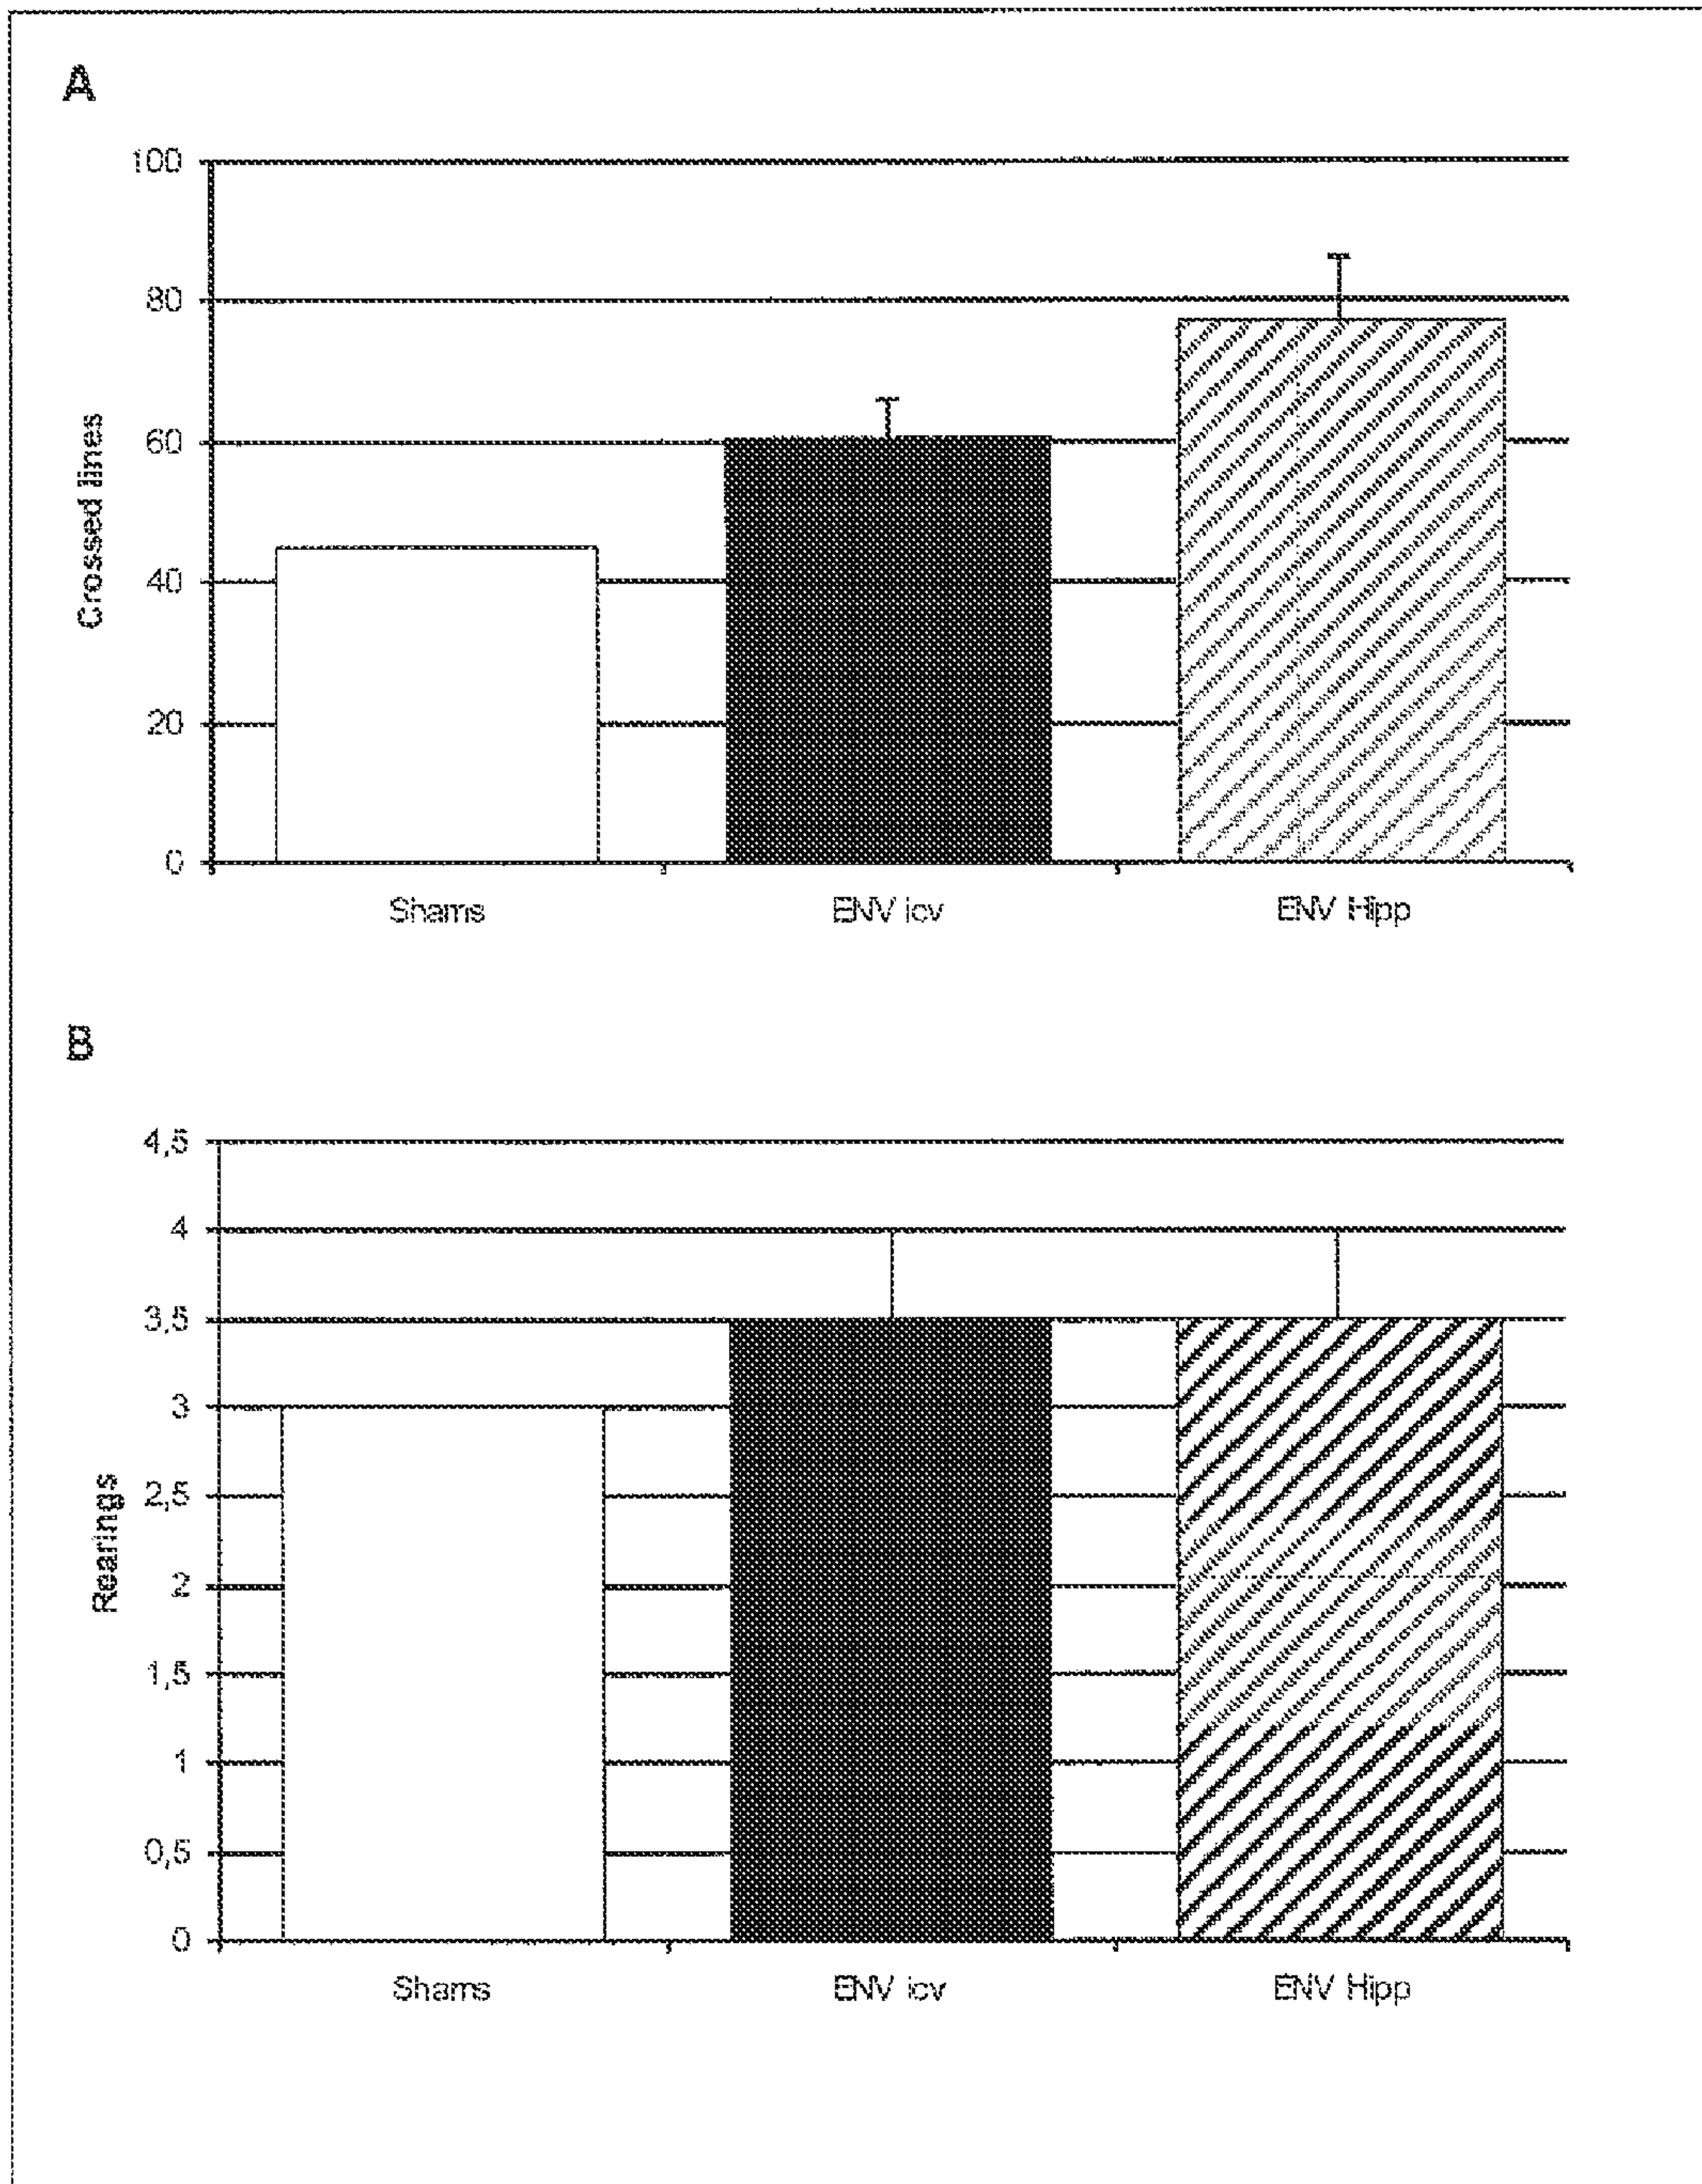 A
100
80
60
40
20
0
Crossed lines
Shams ENV icv ENV Hipp
B
4,5
4
3,5
3
2,5
2
1,5
1
0,5
0
Rearings
Shams ENV icv ENV Hipp